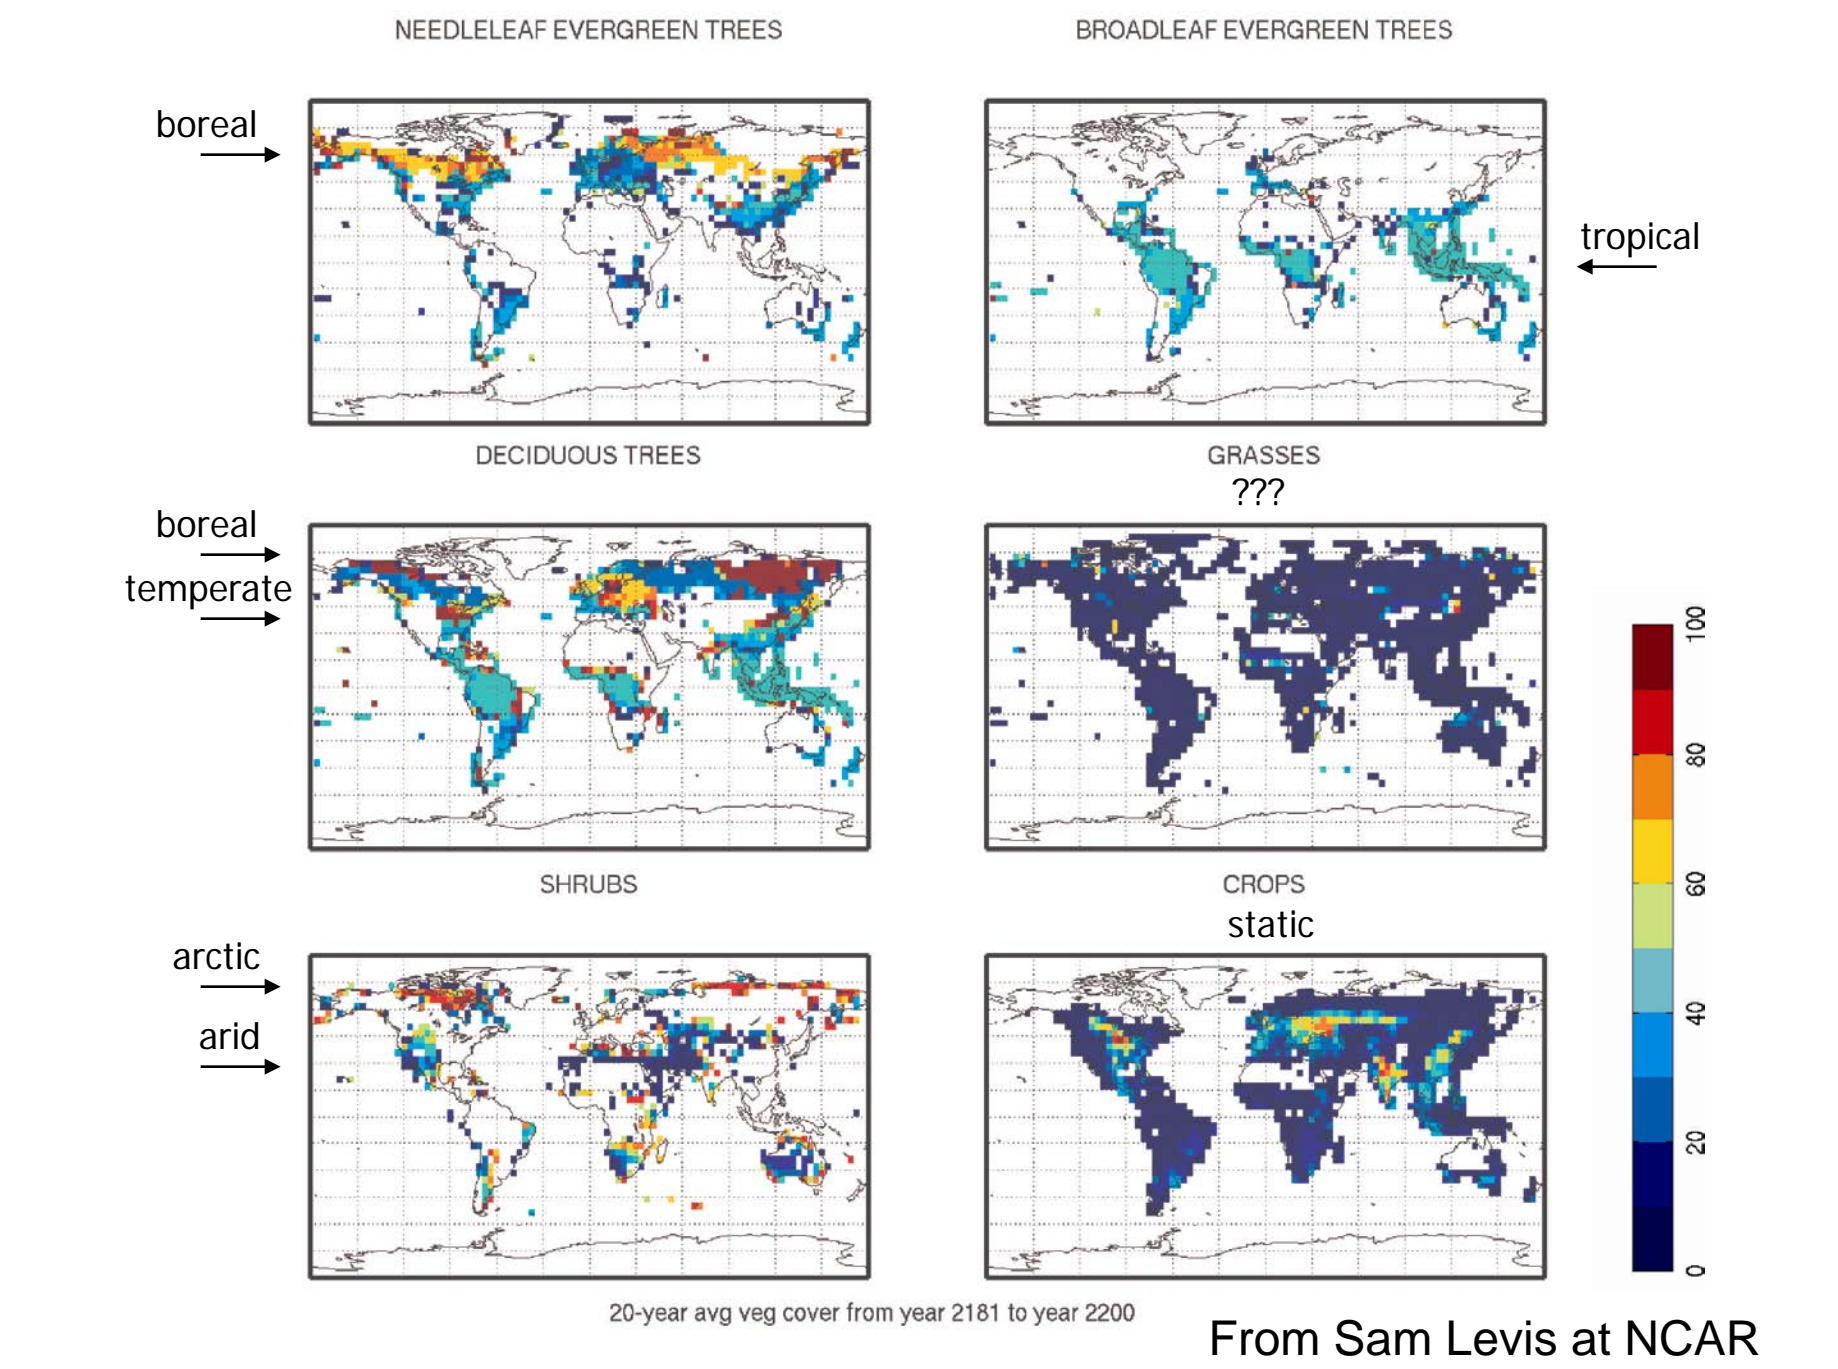 NEEDLELEAF EVERGREEN TREES
BROADLEAF EVERGREEN TREES
boreal
tropical
DECIDUOUS TREES
GRASSES
???
boreal
temperate
SHRUBS
CROPS
static
arctic
arid
100
80
60
40
20
0
20-year avg veg cover from year 2181 to year 2200
From Sam Levis at NCAR